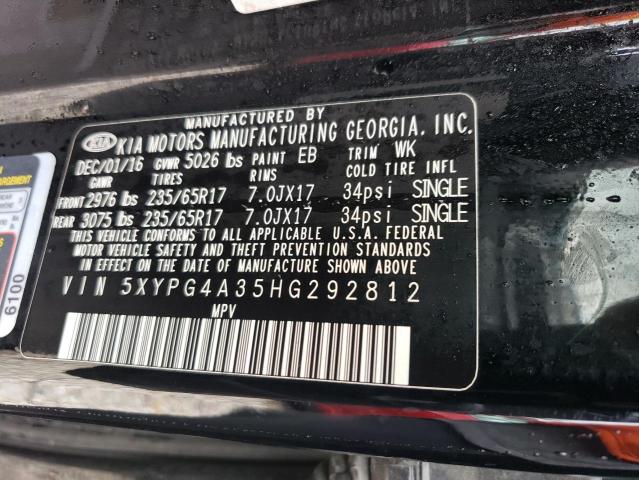 MANUFACTURED BY
KIA KIA MOTORS MANUFACTURING GEORGIA, INC.
DEC/01/16 GVWR 5026 lbs PAINT EB TRIM WK
GAWR TIRES RIMS COLD TIRE INFL
FRONT 2976 lbs 235/65R17 7.0JX17 34psi SINGLE
REAR 3075 lbs 235/65R17 7.0JX17 34psi SINGLE
THIS VEHICLE CONFORMS TO ALL APPLICABLE U.S.A. FEDERAL
MOTOR VEHICLE SAFETY AND THEFT PREVENTION STANDARDS
IN EFFECT ON THE DATE OF MANUFACTURE SHOWN ABOVE
VIN 5XYPG4A35HG292812
MPV
6100